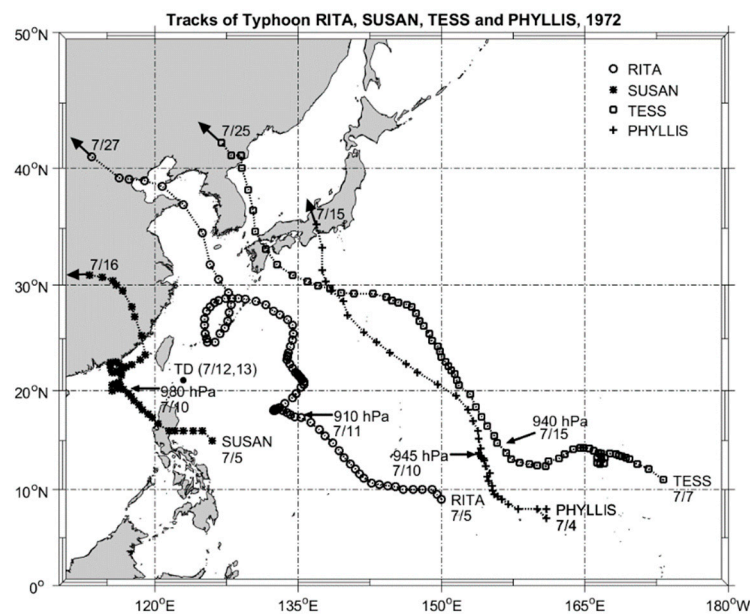 Tracks of Typhoon RITA, SUSAN, TESS and PHYLLIS, 1972
50°N
RITA
SUSAN
TESS
PHYLLIS
7/27
7/25
40°N
7/15
7/16
30°N
TD (7/12,13)
20°N
980 hPa
7/10
910 hPa
7/11
940 hPa
7/15
945 hPa
7/10
SUSAN
7/5
TESS
7/7
10°N
RITA
7/5
PHYLLIS
7/4
0°
120°E 135°E 150°E 165°E 180°W